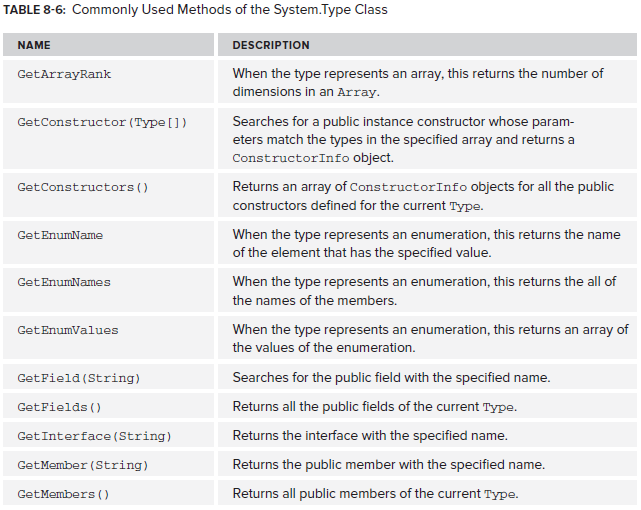 TABLE 8-6: Commonly Used Methods of the System.Type Class
NAME DESCRIPTION
GetArrayRank When the type represents an array, this returns the number of
dimensions in an Array.
GetConstructor(Type[]) Searches for a public instance constructor whose param-
eters match the types in the specified array and returns a
ConstructorInfo object.
GetConstructors() Returns an array of ConstructorInfo objects for all the public
constructors defined for the current Type.
GetEnumName When the type represents an enumeration, this returns the name
of the element that has the specified value.
GetEnumNames When the type represents an enumeration, this returns the all of
the names of the members.
GetEnumValues When the type represents an enumeration, this returns an array of
the values of the enumeration.
GetField(String) Searches for the public field with the specified name.
GetFields() Returns all the public fields of the current Type.
GetInterface(String) Returns the interface with the specified name.
GetMember(String) Returns the public member with the specified name.
GetMembers() Returns all public members of the current Type.